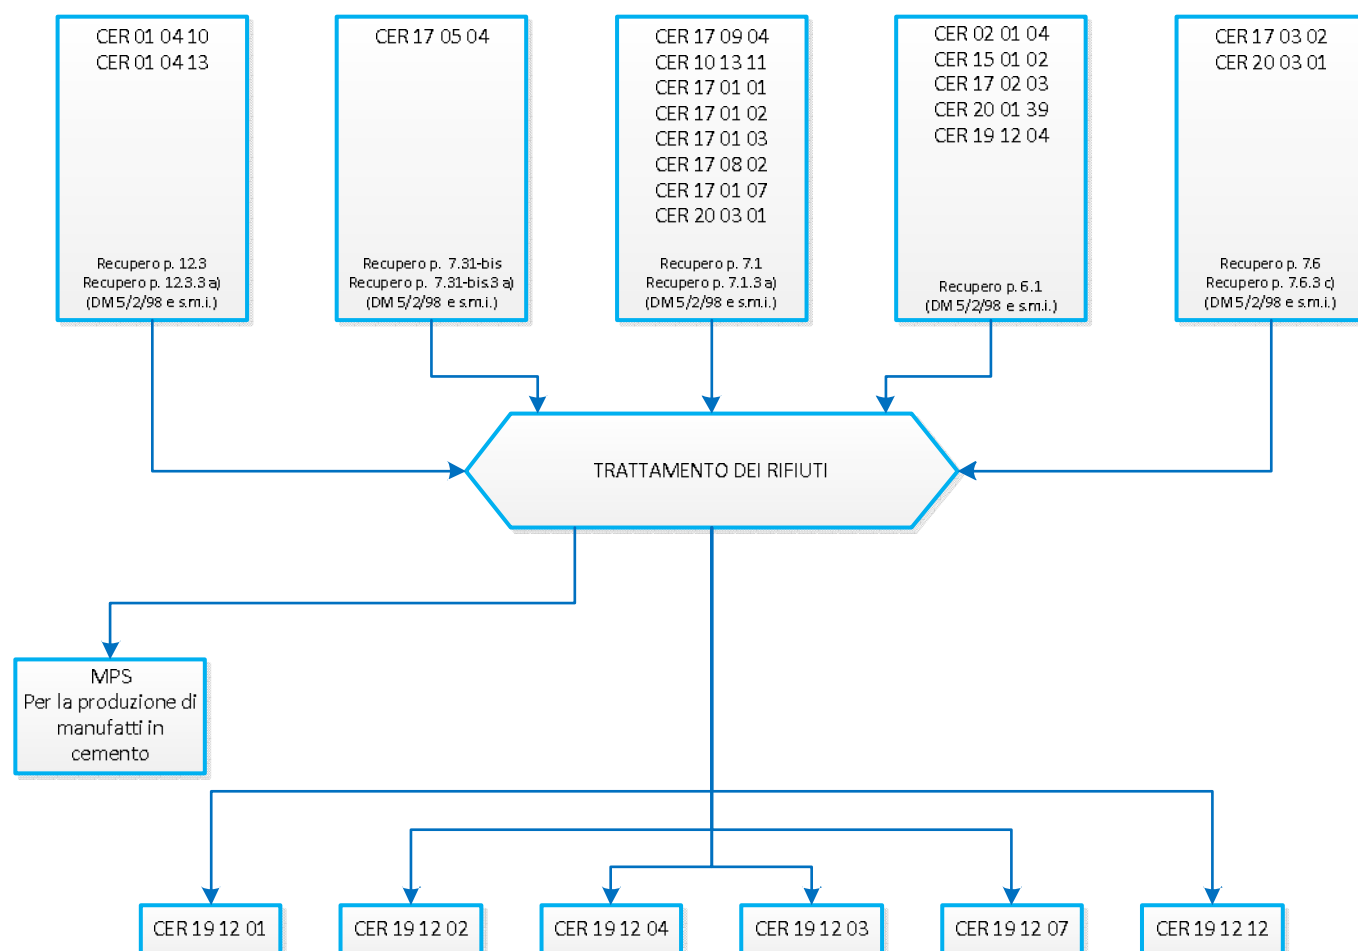 CER 01 04 10
CER 01 04 13
Recupero p. 12.3
Recupero p. 12.3.3 a)
(DM 5/2/98 e s.m.i.)
CER 17 05 04
Recupero p. 7.31-bis
Recupero p. 7.31-bis.3 a)
(DM 5/2/98 e s.m.i.)
CER 17 09 04
CER 10 13 11
CER 17 01 01
CER 17 01 02
CER 17 01 03
CER 17 08 02
CER 17 01 07
CER 20 03 01
Recupero p. 7.1
Recupero p. 7.1.3 a)
(DM 5/2/98 e s.m.i.)
CER 02 01 04
CER 15 01 02
CER 17 02 03
CER 20 01 39
CER 19 12 04
Recupero p. 6.1
(DM 5/2/98 e s.m.i.)
CER 17 03 02
CER 20 03 01
Recupero p. 7.6
Recupero p. 7.6.3 c)
(DM 5/2/98 e s.m.i.)
TRATTAMENTO DEI RIFIUTI
MPS
Per la produzione di
manufatti in
cemento
CER 19 12 01
CER 19 12 02
CER 19 12 04
CER 19 12 03
CER 19 12 07
CER 19 12 12